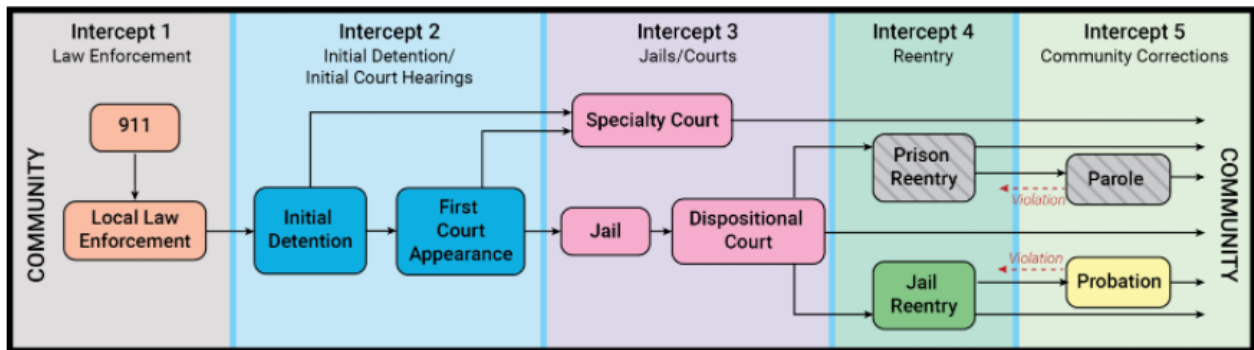 Intercept 1
Law Enforcement
Intercept 2
Initial Detention/
Initial Court Hearings
Intercept 3
Jails/Courts
Intercept 4
Reentry
Intercept 5
Community Corrections
COMMUNITY
911
Local Law
Enforcement
Initial
Detention
First
Court
Appearance
Specialty Court
Jail
Dispositional
Court
Prison
Reentry
Parole
Violation
Jail
Reentry
Violation
Probation
COMMUNITY